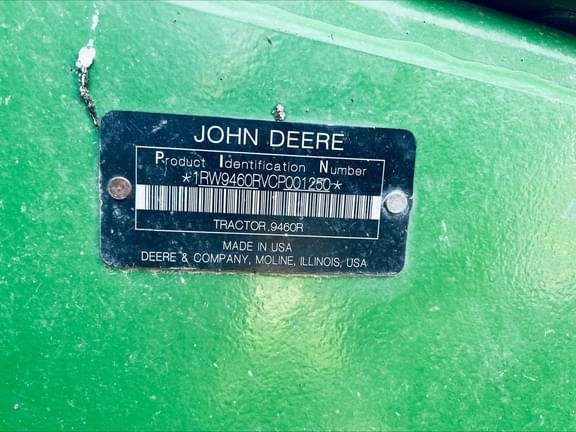 JOHN DEERE
Product Identification Number
*1RW9460RVCP001250*
TRACTOR,9460R
MADE IN USA
DEERE & COMPANY, MOLINE, ILLINOIS, USA